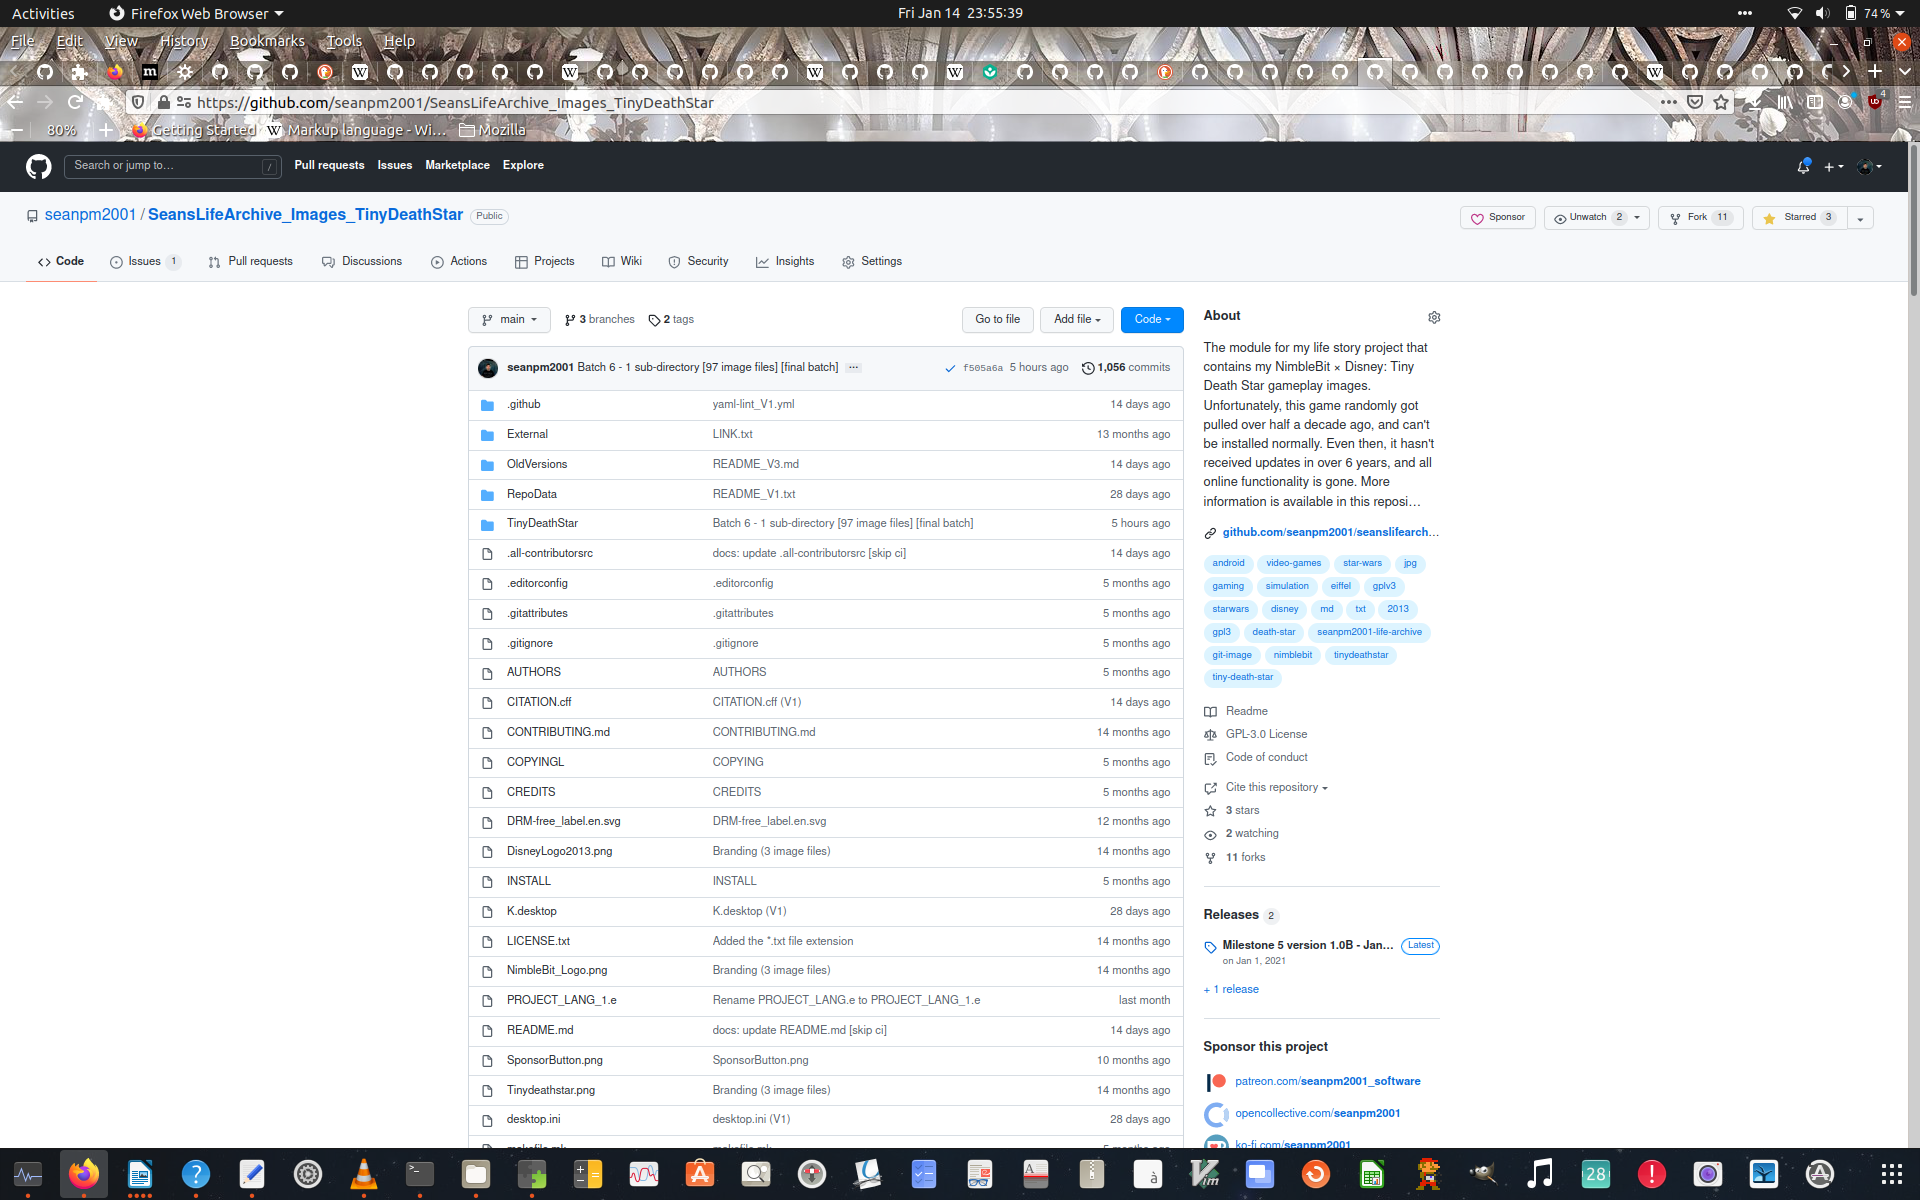 Activities Firefox Web Browser Fri Jan 14 23:55:39 74 %
File Edit View History Bookmarks Tools Help
https://github.com/seanpm2001/SeansLifeArchive_Images_TinyDeathStar 4
80% Getting Started Markup language - Wi... Mozilla
Search or jump to... / Pull requests Issues Marketplace Explore
seanpm2001 / SeansLifeArchive_Images_TinyDeathStar Public Sponsor Unwatch 2 Fork 11 Starred 3
Code Issues 1 Pull requests Discussions Actions Projects Wiki Security Insights Settings
main 3 branches 2 tags Go to file Add file Code
seanpm2001 Batch 6 - 1 sub-directory [97 image files] [final batch] ... f505a6a 5 hours ago 1,056 commits
.github yaml-lint_V1.yml 14 days ago
External LINK.txt 13 months ago
OldVersions README_V3.md 14 days ago
RepoData README_V1.txt 28 days ago
TinyDeathStar Batch 6 - 1 sub-directory [97 image files] [final batch] 5 hours ago
.all-contributorsrc docs: update .all-contributorsrc [skip ci] 14 days ago
.editorconfig .editorconfig 5 months ago
.gitattributes .gitattributes 5 months ago
.gitignore .gitignore 5 months ago
AUTHORS AUTHORS 5 months ago
CITATION.cff CITATION.cff (V1) 14 days ago
CONTRIBUTING.md CONTRIBUTING.md 14 months ago
COPYINGL COPYING 5 months ago
CREDITS CREDITS 5 months ago
DRM-free_label.en.svg DRM-free_label.en.svg 12 months ago
DisneyLogo2013.png Branding (3 image files) 14 months ago
INSTALL INSTALL 5 months ago
K.desktop K.desktop (V1) 28 days ago
LICENSE.txt Added the *.txt file extension 14 months ago
NimbleBit_Logo.png Branding (3 image files) 14 months ago
PROJECT_LANG_1.e Rename PROJECT_LANG.e to PROJECT_LANG_1.e last month
README.md docs: update README.md [skip ci] 14 days ago
SponsorButton.png SponsorButton.png 10 months ago
Tinydeathstar.png Branding (3 image files) 14 months ago
desktop.ini desktop.ini (V1) 28 days ago
About
The module for my life story project that
contains my NimbleBit × Disney: Tiny
Death Star gameplay images.
Unfortunately, this game randomly got
pulled over half a decade ago, and can't
be installed normally. Even then, it hasn't
received updates in over 6 years, and all
online functionality is gone. More
information is available in this reposi...
github.com/seanpm2001/seanslifearch...
android video-games star-wars jpg
gaming simulation eiffel gplv3
starwars disney md txt 2013
gpl3 death-star seanpm2001-life-archive
git-image nimblebit tinydeathstar
tiny-death-star
Readme
GPL-3.0 License
Code of conduct
Cite this repository
3 stars
2 watching
11 forks
Releases 2
Milestone 5 version 1.0B - Jan... Latest
on Jan 1, 2021
+ 1 release
Sponsor this project
patreon.com/seanpm2001_software
opencollective.com/seanpm2001
ko-fi.com/seanpm2001
28